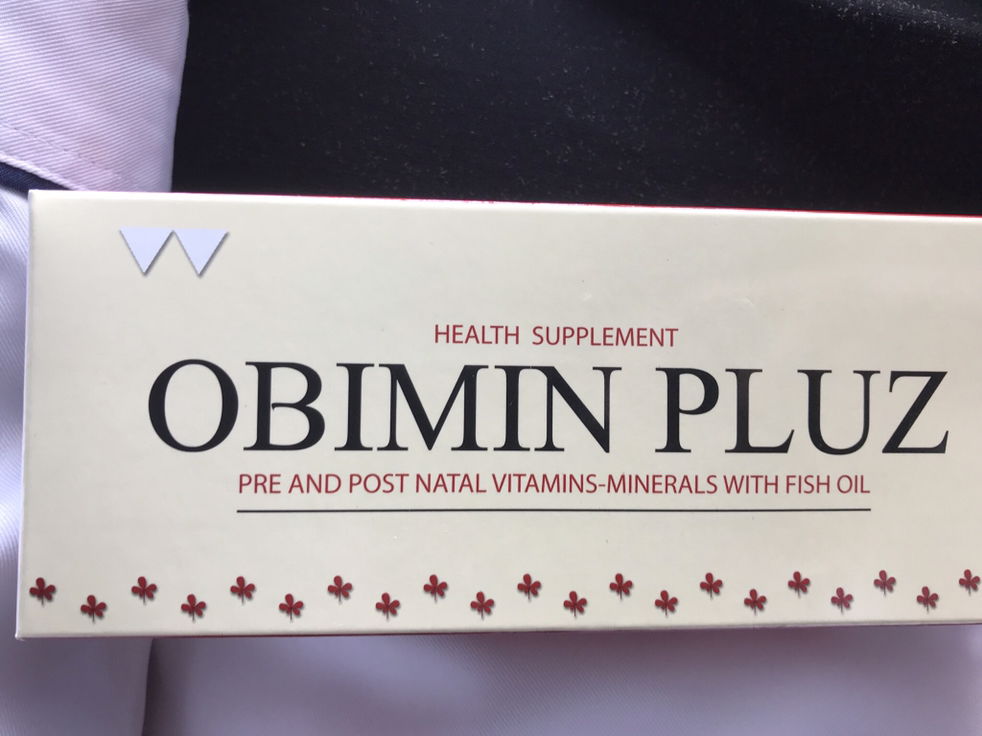 HEALTH SUPPLEMENT
OBIMIN PLUZ
PRE AND POST NATAL VITAMINS-MINERALS WITH FISH OIL